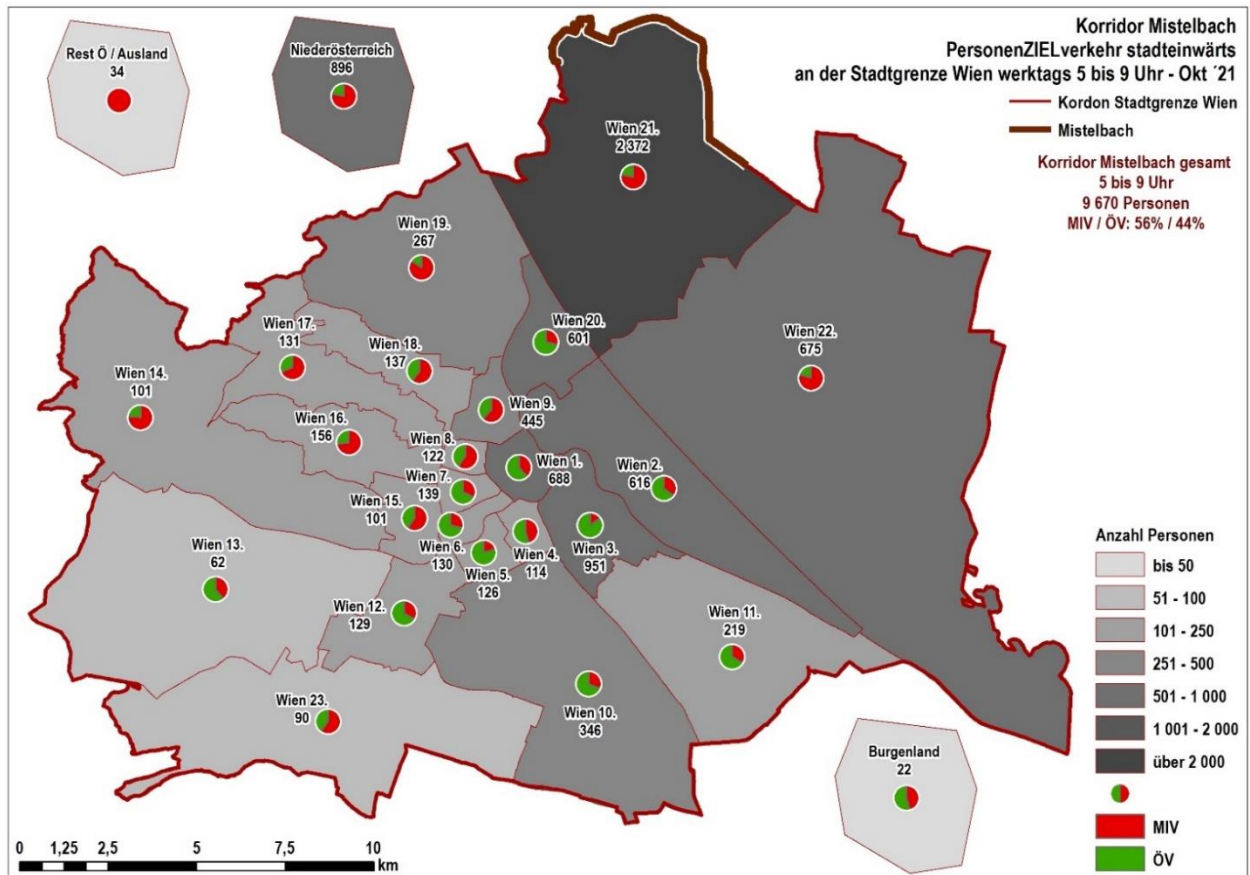 Korridor Mistelbach
PersonenZIELverkehr stadteinwärts
an der Stadtgrenze Wien werktags 5 bis 9 Uhr - Okt ´21
Kordon Stadtgrenze Wien
Mistelbach
Korridor Mistelbach gesamt
5 bis 9 Uhr
9 670 Personen
MIV / ÖV: 56% / 44%
Rest Ö / Ausland
34
Niederösterreich
896
Wien 21.
2 372
Wien 19.
267
Wien 20.
601
Wien 22.
675
Wien 17.
131
Wien 18.
137
Wien 14.
101
Wien 16.
156
Wien 9.
445
Wien 8.
122
Wien 1.
688
Wien 7.
139
Wien 2.
616
Wien 15.
101
Wien 6.
130
Wien 5.
126
Wien 4.
114
Wien 3.
951
Wien 13.
62
Wien 12.
129
Wien 11.
219
Wien 23.
90
Wien 10.
346
Burgenland
22
Anzahl Personen
bis 50
51 - 100
101 - 250
251 - 500
501 - 1 000
1 001 - 2 000
über 2 000
MIV
ÖV
0 1,25 2,5 5 7,5 10
km